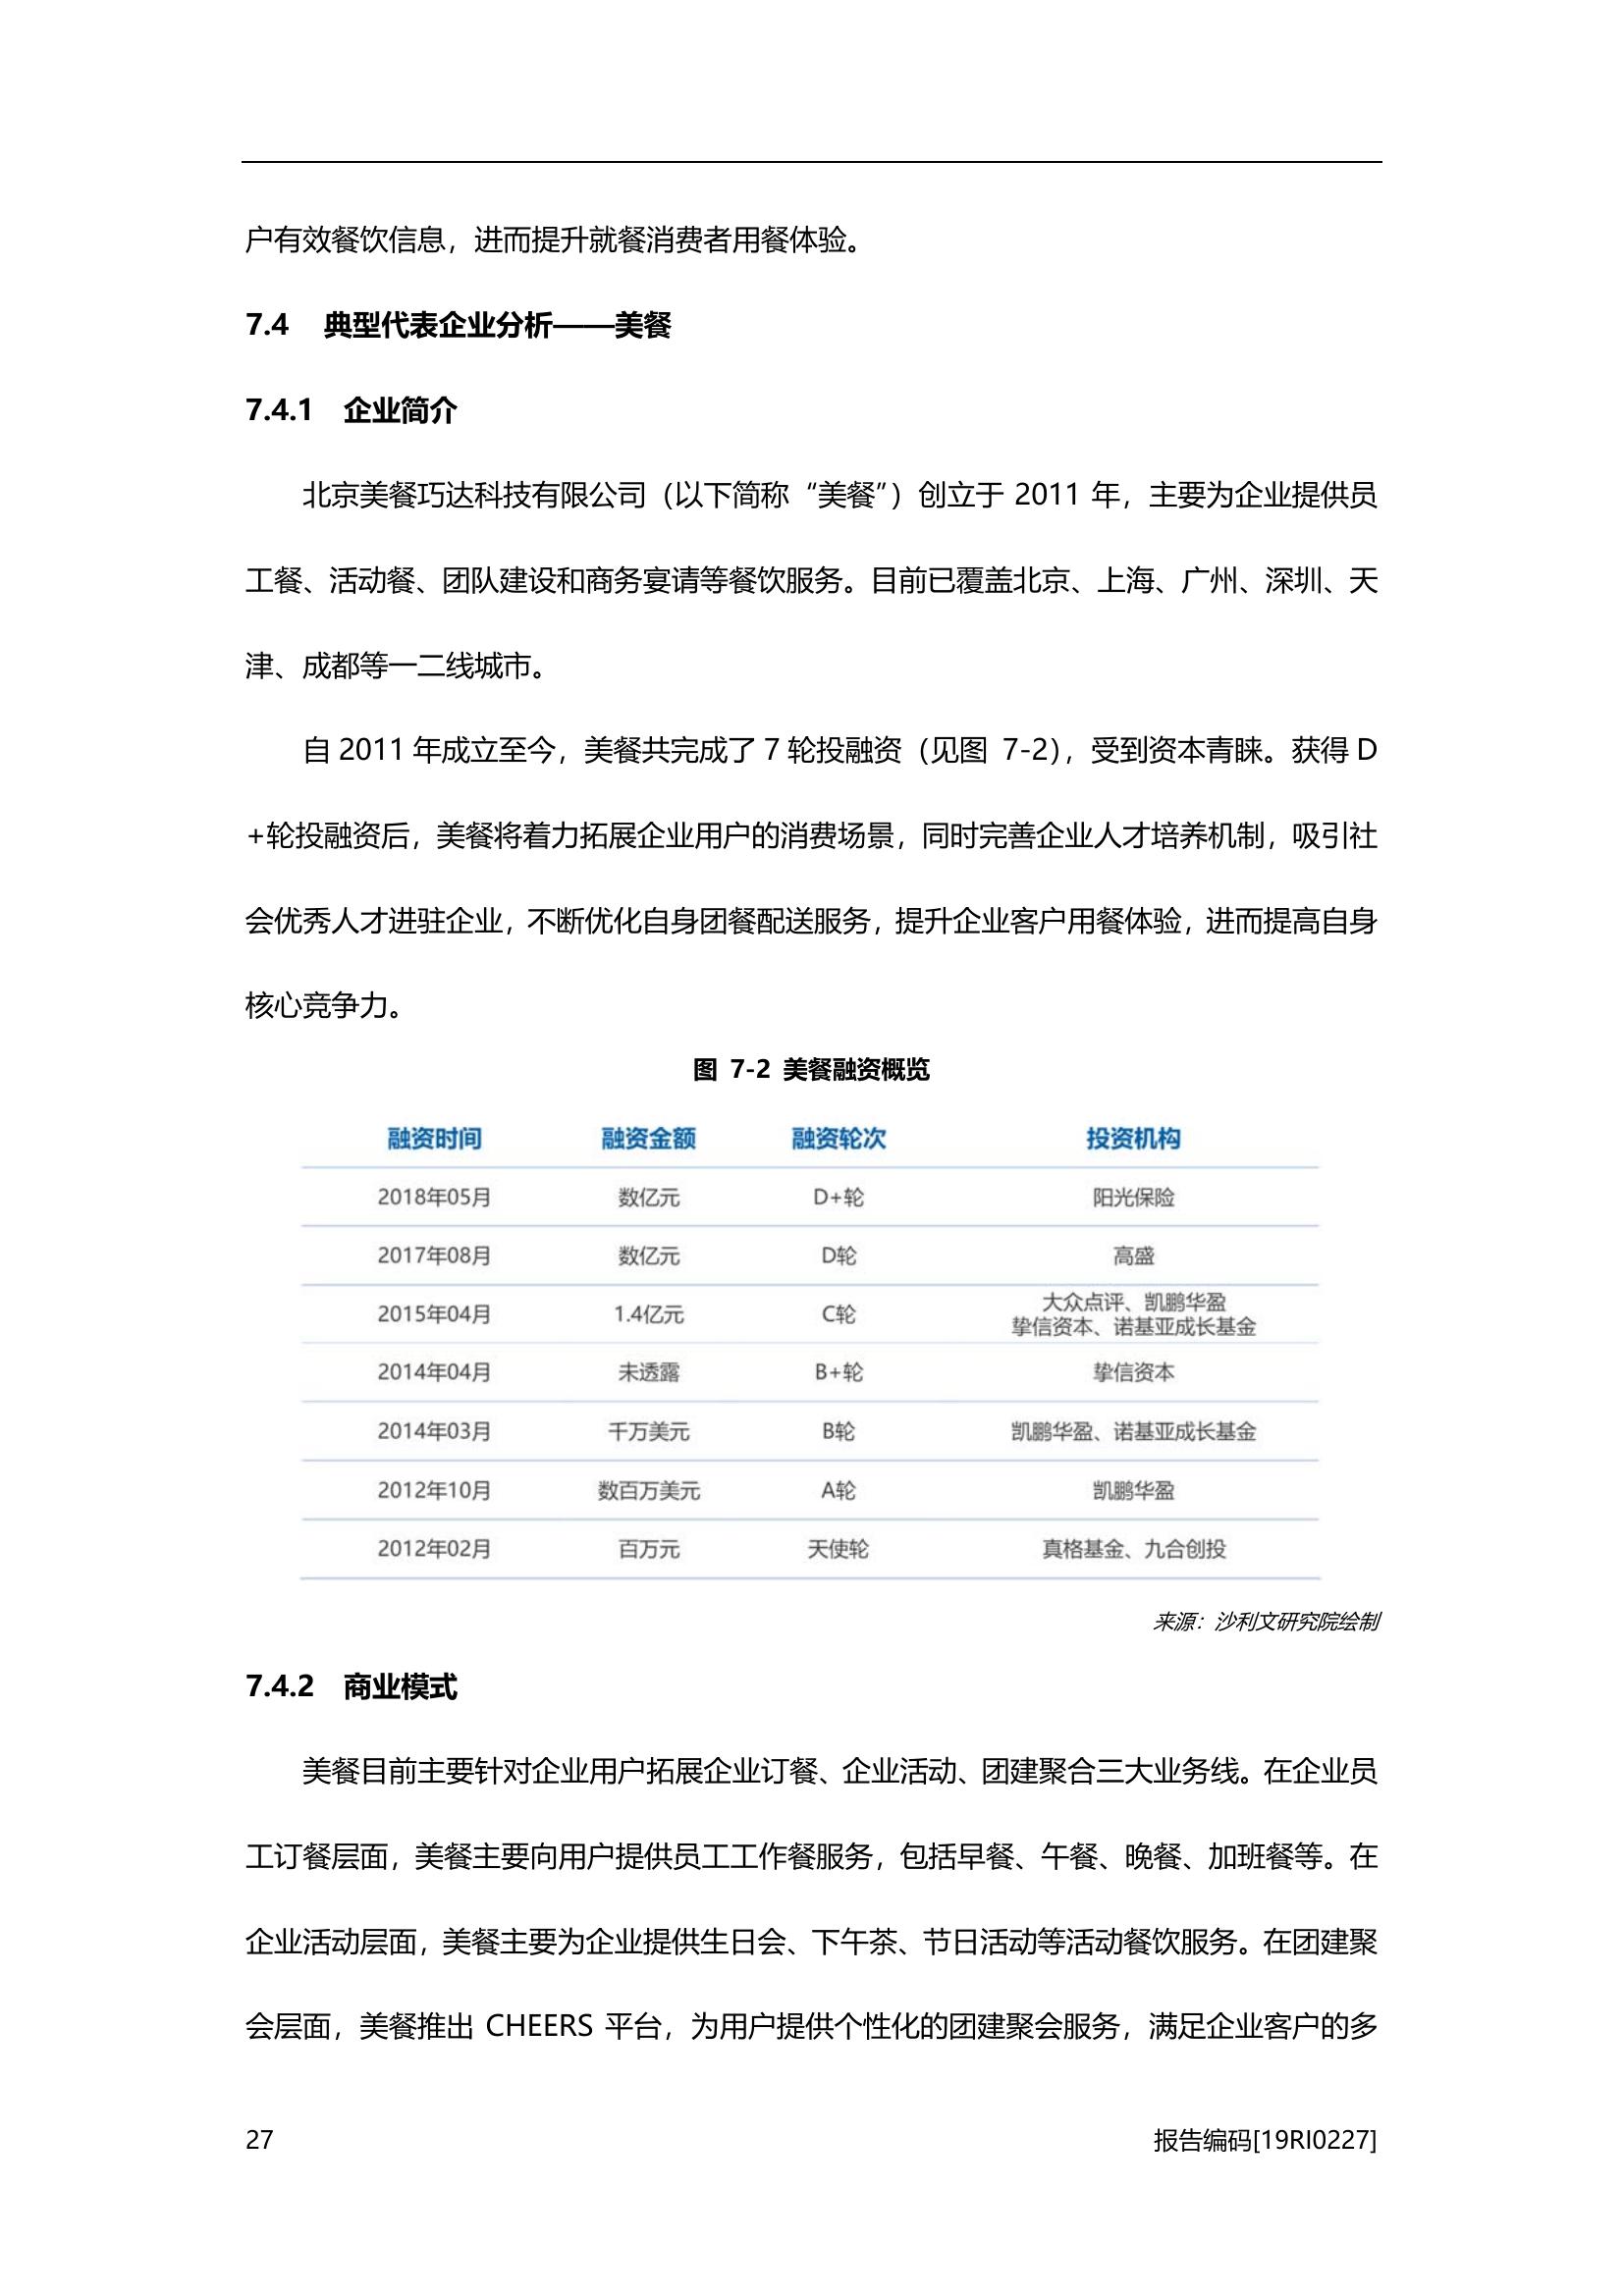 户有效餐饮信息，进而提升就餐消费者用餐体验。
7.4 典型代表企业分析——美餐
7.4.1 企业简介
北京美餐巧达科技有限公司（以下简称“美餐”）创立于 2011 年，主要为企业提供员
工餐、活动餐、团队建设和商务宴请等餐饮服务。目前已覆盖北京、上海、广州、深圳、天
津、成都等一二线城市。
自 2011 年成立至今，美餐共完成了 7 轮投融资（见图 7-2），受到资本青睐。获得 D
+轮投融资后，美餐将着力拓展企业用户的消费场景，同时完善企业人才培养机制，吸引社
会优秀人才进驻企业，不断优化自身团餐配送服务，提升企业客户用餐体验，进而提高自身
核心竞争力。
图 7-2 美餐融资概览
融资时间 融资金额 融资轮次 投资机构
2018年05月 数亿元 D+轮 阳光保险
2017年08月 数亿元 D轮 高盛
2015年04月 1.4亿元 C轮 大众点评、凯鹏华盈
挚信资本、诺基亚成长基金
2014年04月 未透露 B+轮 挚信资本
2014年03月 千万美元 B轮 凯鹏华盈、诺基亚成长基金
2012年10月 数百万美元 A轮 凯鹏华盈
2012年02月 百万元 天使轮 真格基金、九合创投
来源：沙利文研究院绘制
7.4.2 商业模式
美餐目前主要针对企业用户拓展企业订餐、企业活动、团建聚合三大业务线。在企业员
工订餐层面，美餐主要向用户提供员工工作餐服务，包括早餐、午餐、晚餐、加班餐等。在
企业活动层面，美餐主要为企业提供生日会、下午茶、节日活动等活动餐饮服务。在团建聚
会层面，美餐推出 CHEERS 平台，为用户提供个性化的团建聚会服务，满足企业客户的多
27 报告编码[19RI0227]